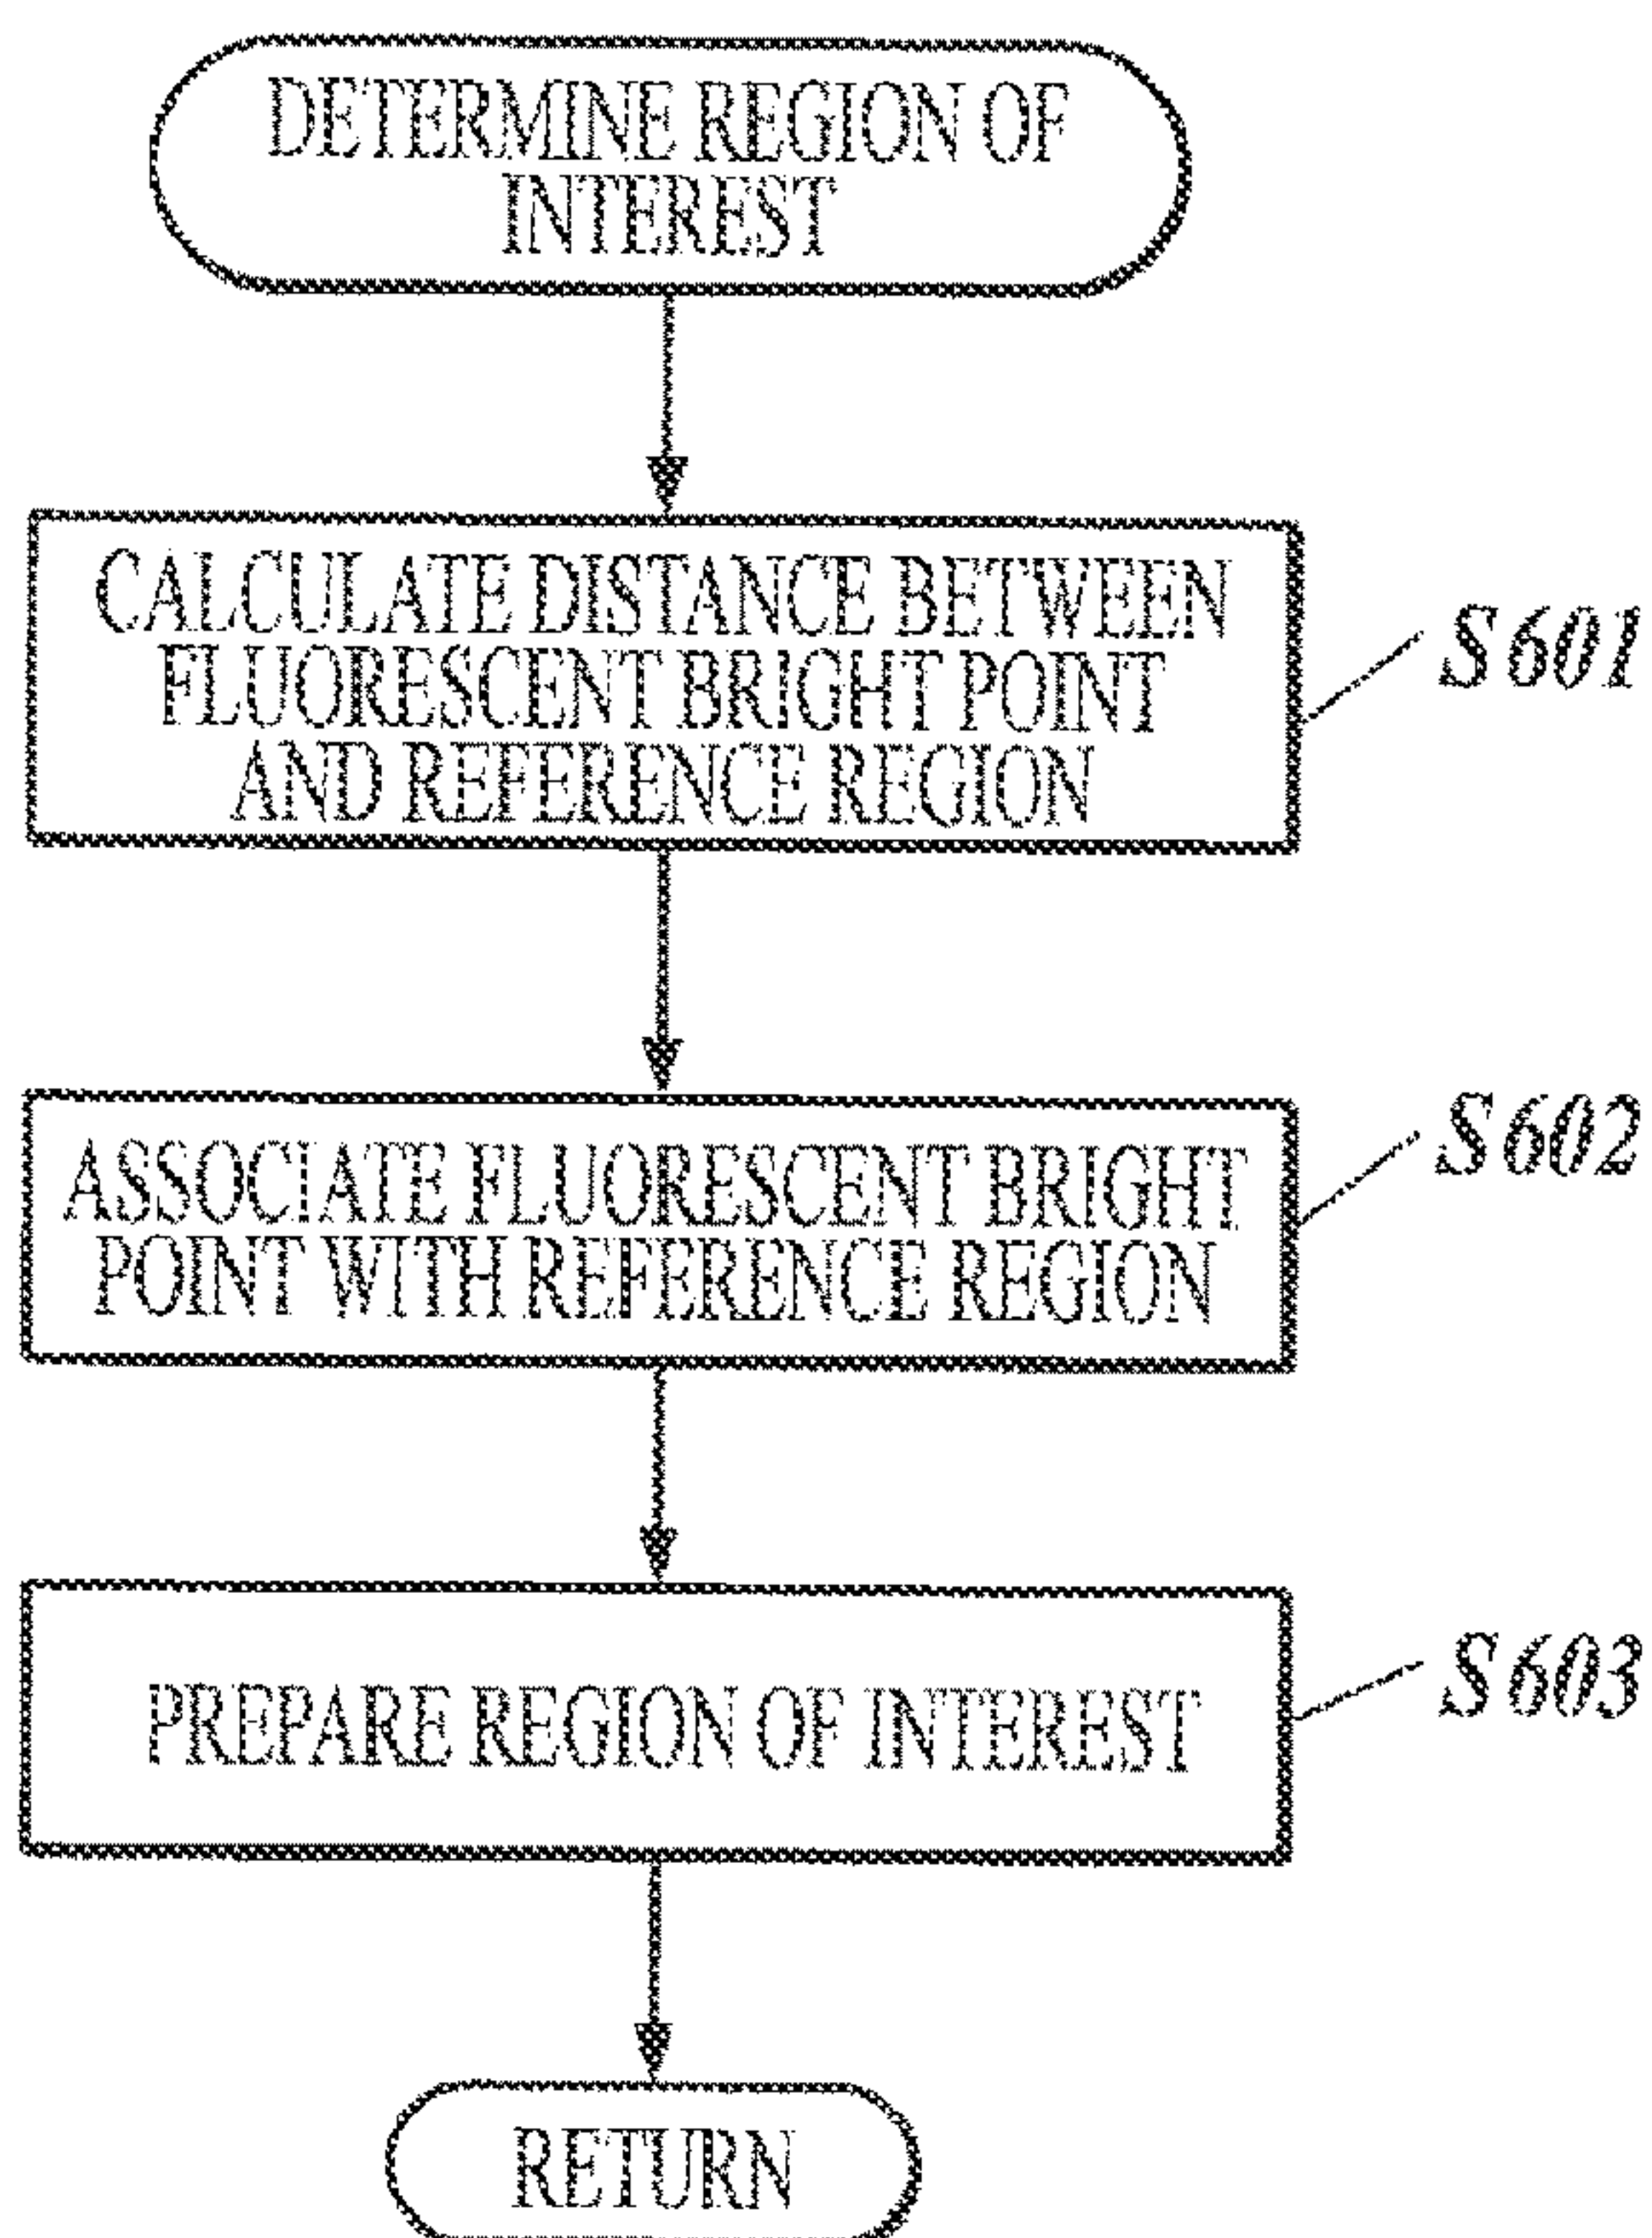 DETERMINE REGION OF
INTEREST
CALCULATE DISTANCE BETWEEN
FLUORESCENT BRIGHT POINT
AND REFERENCE REGION
S601
ASSOCIATE FLUORESCENT BRIGHT
POINT WITH REFERENCE REGION
S602
PREPARE REGION OF INTEREST
S603
RETURN